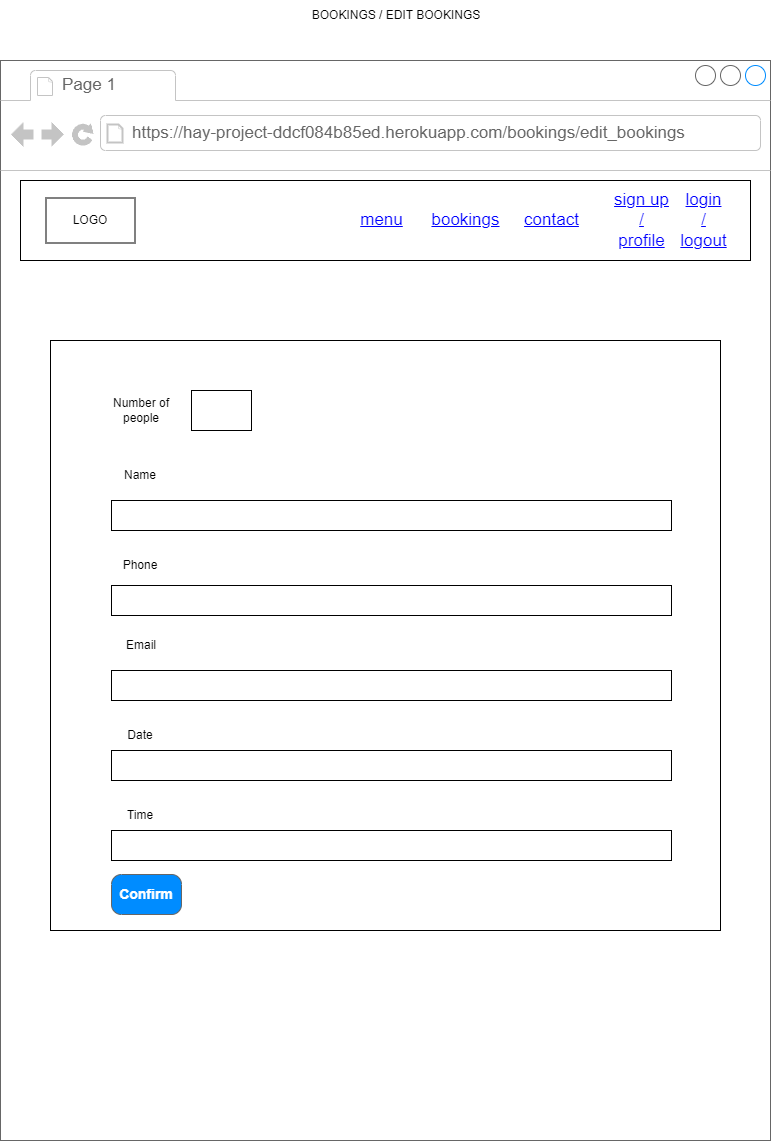 BOOKINGS / EDIT BOOKINGS
Page 1
https://hay-project-ddcf084b85ed.herokuapp.com/bookings/edit_bookings
LOGO
menu
bookings
contact
sign up
/
profile
login
/
logout
Number of
people
Name
Phone
Email
Date
Time
Confirm